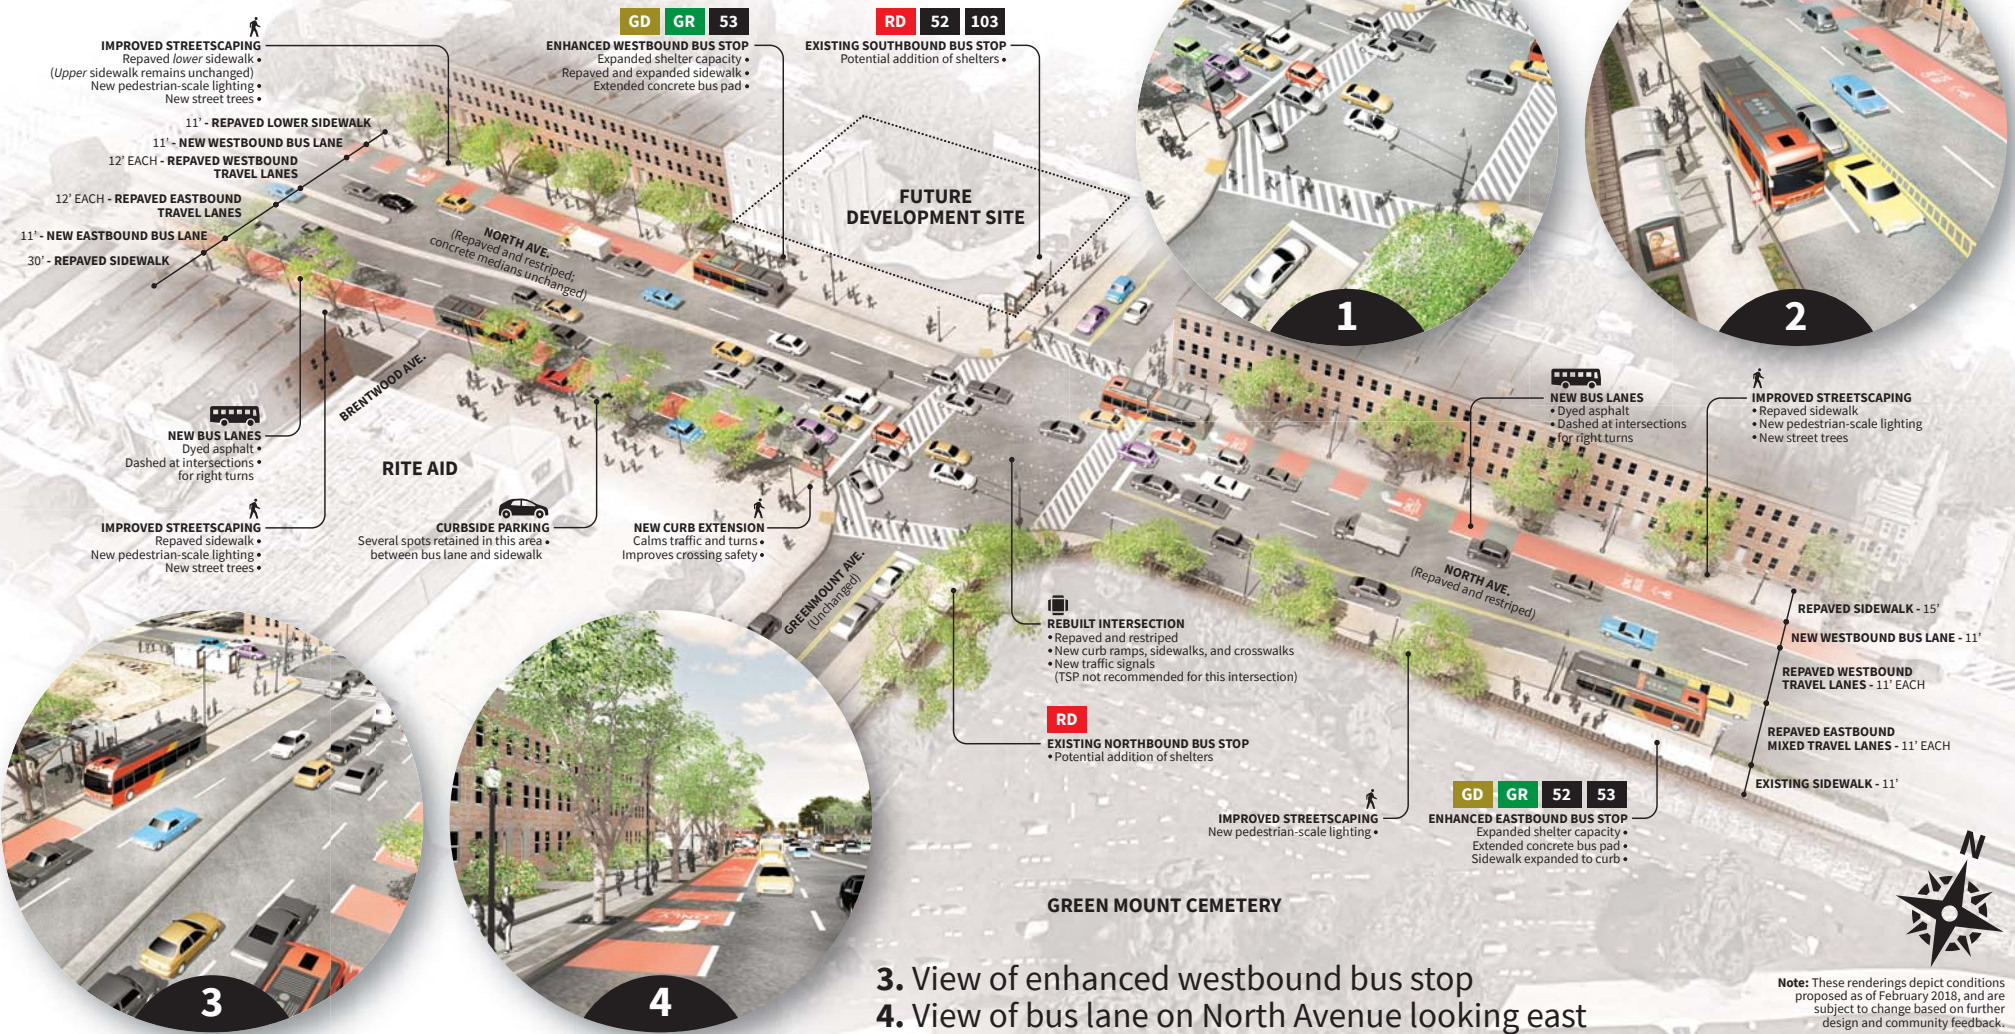 IMPROVED STREETSCAPING
Repaved lower sidewalk •
(Upper sidewalk remains unchanged)
New pedestrian-scale lighting •
New street trees •
GD GR 53
ENHANCED WESTBOUND BUS STOP
Expanded shelter capacity •
Repaved and expanded sidewalk •
Extended concrete bus pad •
RD 52 103
EXISTING SOUTHBOUND BUS STOP
Potential addition of shelters •
11' - REPAVED LOWER SIDEWALK
11' - NEW WESTBOUND BUS LANE
12' EACH - REPAVED WESTBOUND
TRAVEL LANES
12' EACH - REPAVED EASTBOUND
TRAVEL LANES
11' - NEW EASTBOUND BUS LANE
30' - REPAVED SIDEWALK
NORTH AVE.
(Repaved and restriped;
concrete medians unchanged)
FUTURE
DEVELOPMENT SITE
1
2
BRENTWOOD AVE.
NEW BUS LANES
Dyed asphalt •
Dashed at intersections •
for right turns
RITE AID
IMPROVED STREETSCAPING
Repaved sidewalk •
New pedestrian-scale lighting •
New street trees •
CURBSIDE PARKING
Several spots retained in this area •
between bus lane and sidewalk
NEW CURB EXTENSION
Calms traffic and turns •
Improves crossing safety •
GREENMOUNT AVE.
(Unchanged)
NEW BUS LANES
• Dyed asphalt
• Dashed at intersections
for right turns
IMPROVED STREETSCAPING
• Repaved sidewalk
• New pedestrian-scale lighting
• New street trees
NORTH AVE.
(Repaved and restriped)
REBUILT INTERSECTION
• Repaved and restriped
• New curb ramps, sidewalks, and crosswalks
• New traffic signals
(TSP not recommended for this intersection)
RD
EXISTING NORTHBOUND BUS STOP
• Potential addition of shelters
REPAVED SIDEWALK - 15'
NEW WESTBOUND BUS LANE - 11'
REPAVED WESTBOUND
TRAVEL LANES - 11' EACH
REPAVED EASTBOUND
MIXED TRAVEL LANES - 11' EACH
EXISTING SIDEWALK - 11'
IMPROVED STREETSCAPING
New pedestrian-scale lighting •
GD GR 52 53
ENHANCED EASTBOUND BUS STOP
Expanded shelter capacity •
Extended concrete bus pad •
Sidewalk expanded to curb •
GREEN MOUNT CEMETERY
N
3
ONLY
4
3. View of enhanced westbound bus stop
4. View of bus lane on North Avenue looking east
Note: These renderings depict conditions
proposed as of February 2018, and are
subject to change based on further
design and community feedback.